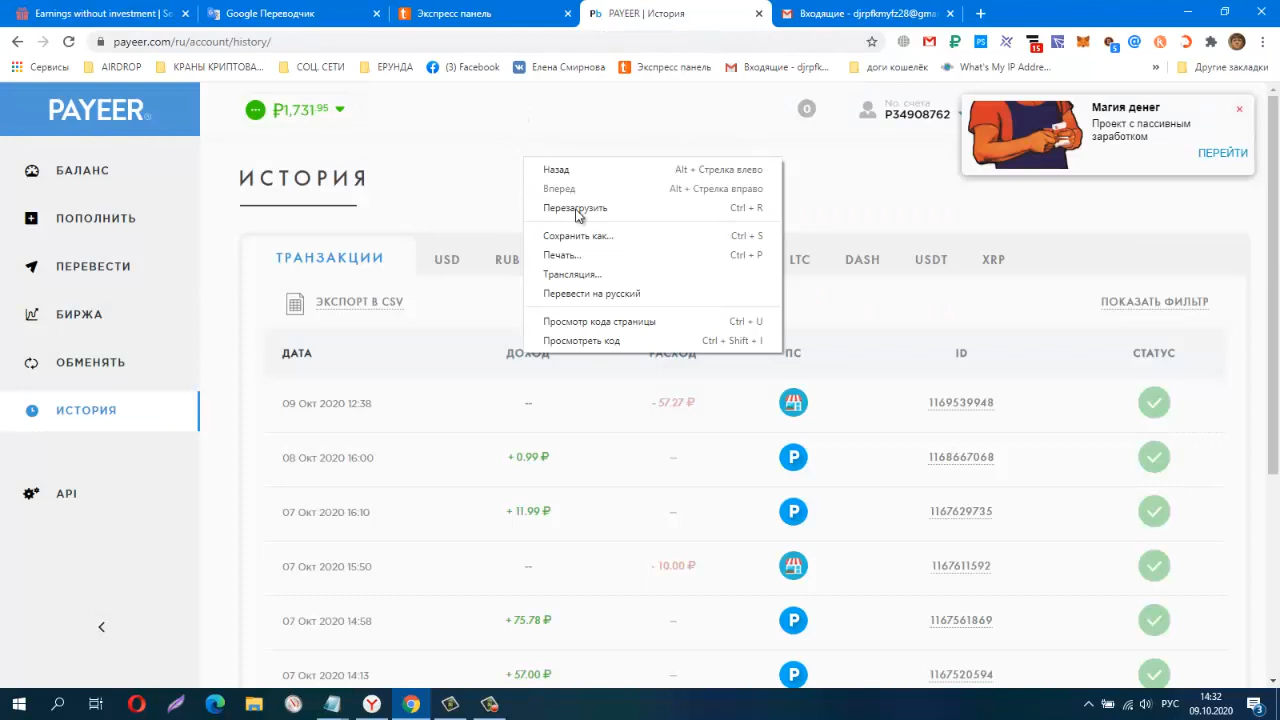 Earnings without investment | Se
Google Переводчик
Экспресс панель
PAYEER | История
Входящие - djrpfkmyfz28@gma
payeer.com/ru/account/history/
Сервисы
AIRDROP
КРАНЫ КРИПТОВА...
СОЦ. СЕТИ
ЕРУНДА
(3) Facebook
Елена Смирнова
Экспресс панель
Входящие - djrpfk...
доги кошелёк
What's My IP Addre...
Другие закладки
PAYEER
₽1,731.95
0
No. счета
P34908762
Магия денег
Проект с пассивным
заработком
ПЕРЕЙТИ
БАЛАНС
ПОПОЛНИТЬ
ПЕРЕВЕСТИ
БИРЖА
ОБМЕНЯТЬ
ИСТОРИЯ
API
ИСТОРИЯ
Назад Alt + Стрелка влево
Вперед Alt + Стрелка вправо
Перезагрузить Ctrl + R
Сохранить как... Ctrl + S
Печать... Ctrl + P
Трансляция...
Перевести на русский
Просмотр кода страницы Ctrl + U
Просмотреть код Ctrl + Shift + I
ТРАНЗАКЦИИ USD RUB LTC DASH USDT XRP
ЭКСПОРТ В CSV
ПОКАЗАТЬ ФИЛЬТР
ДАТА ДОХОД РАСХОД ПС ID СТАТУС
09 Окт 2020 12:38 -- - 57.27 ₽ 1169539948
08 Окт 2020 16:00 + 0.99 ₽ -- P 1168667068
07 Окт 2020 16:10 + 11.99 ₽ -- P 1167629735
07 Окт 2020 15:50 -- - 10.00 ₽ 1167611592
07 Окт 2020 14:58 + 75.78 ₽ -- P 1167561869
07 Окт 2020 14:13 + 57.00 ₽ -- P 1167520594
РУС
14:32
09.10.2020
3